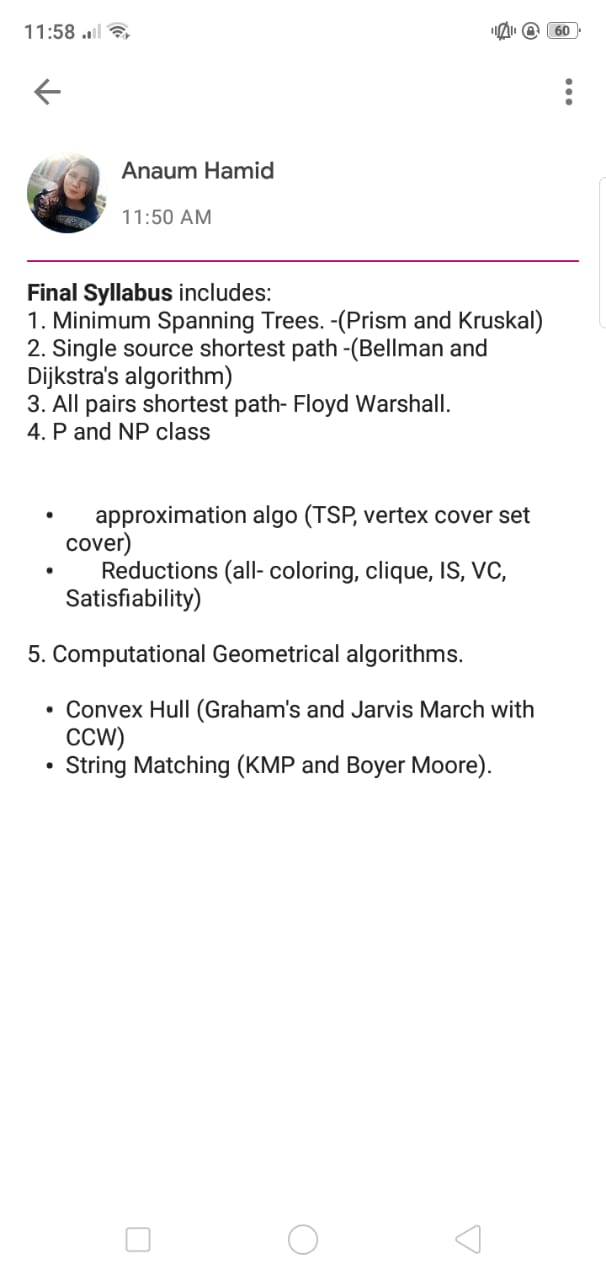 11:58
60
Anaum Hamid
11:50 AM
Final Syllabus includes:
1. Minimum Spanning Trees. -(Prism and Kruskal)
2. Single source shortest path -(Bellman and
Dijkstra's algorithm)
3. All pairs shortest path- Floyd Warshall.
4. P and NP class
• approximation algo (TSP, vertex cover set
cover)
• Reductions (all- coloring, clique, IS, VC,
Satisfiability)
5. Computational Geometrical algorithms.
• Convex Hull (Graham's and Jarvis March with
CCW)
• String Matching (KMP and Boyer Moore).